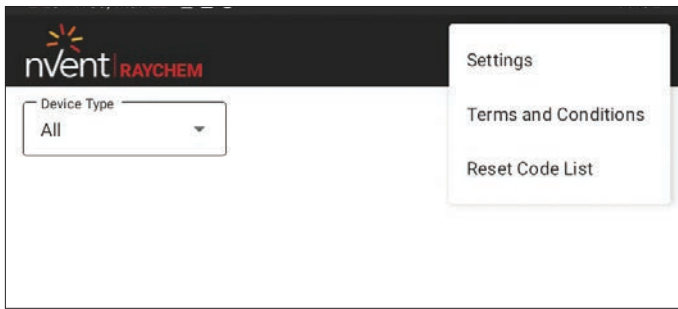 nVent RAYCHEM
Device Type
All
Settings
Terms and Conditions
Reset Code List